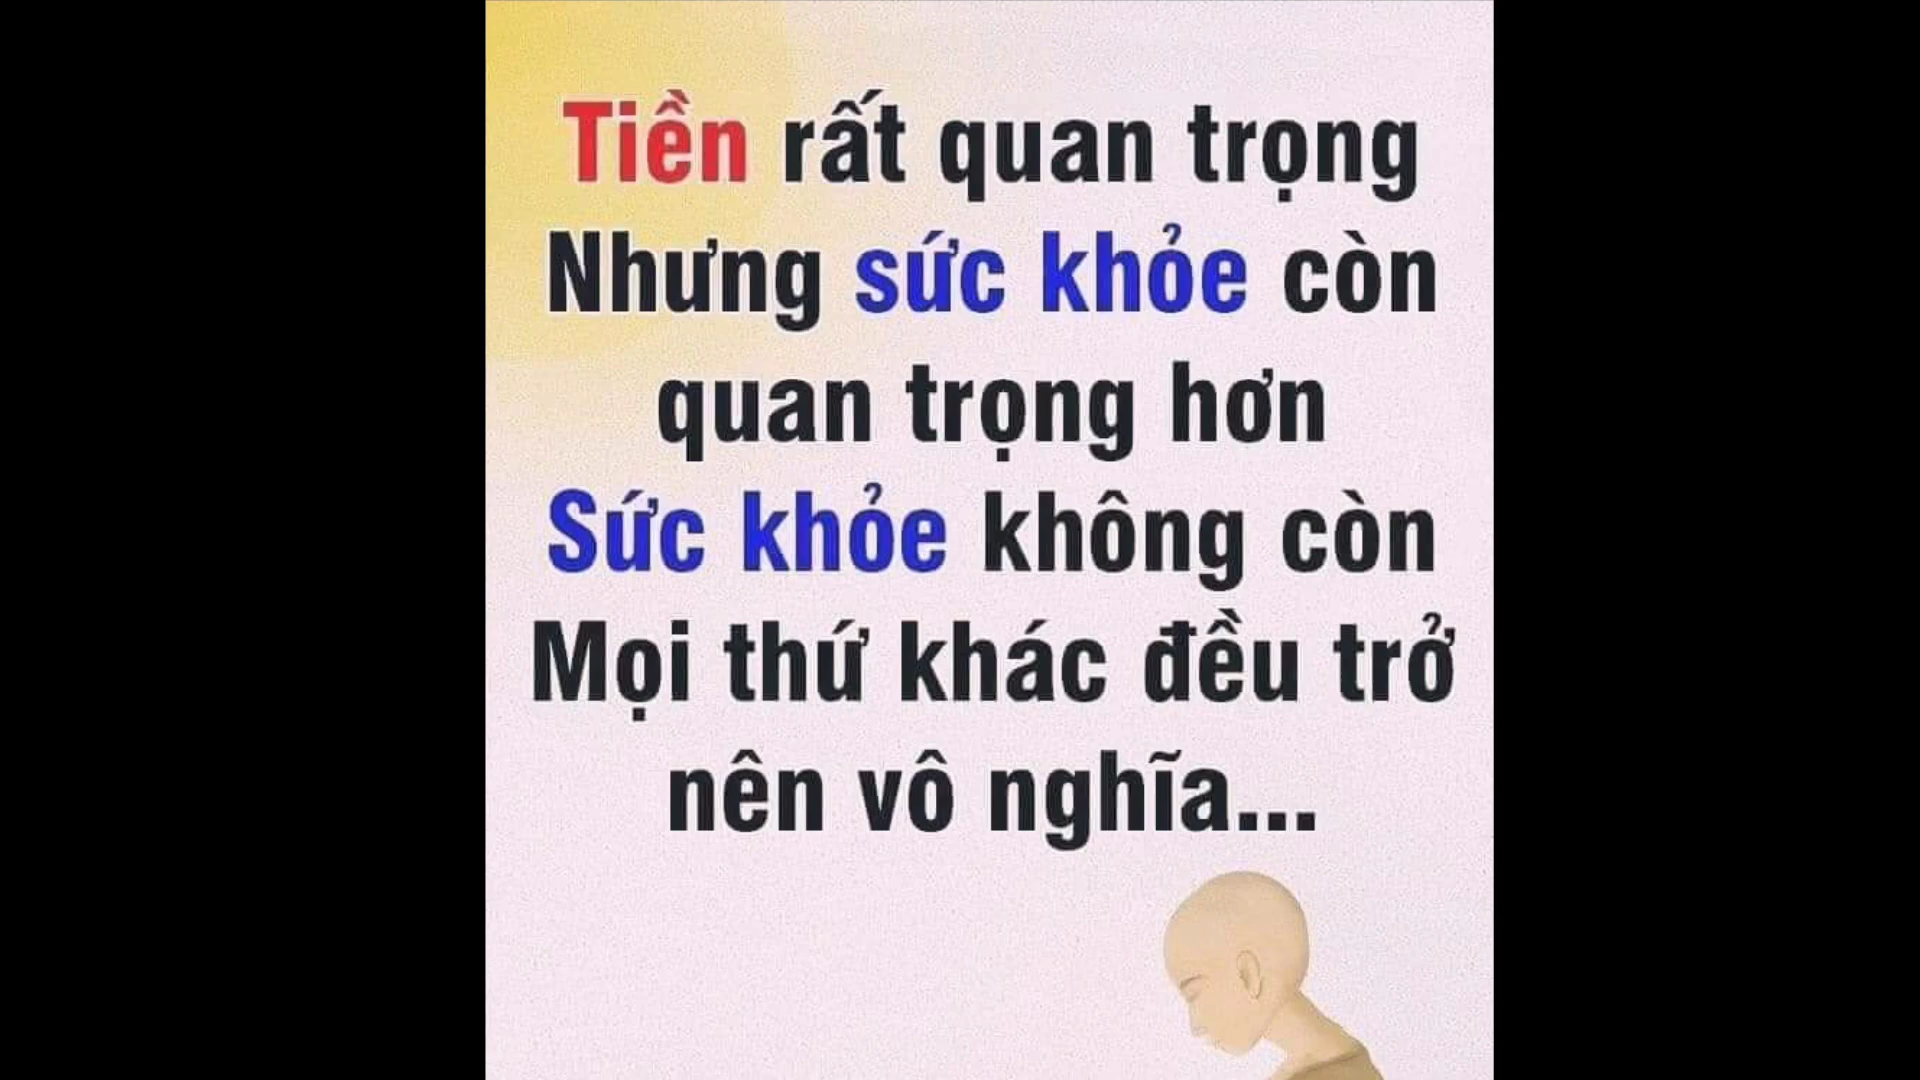 Tiền rất quan trọng
Nhưng sức khỏe còn
quan trọng hơn
Sức khỏe không còn
Mọi thứ khác đều trở
nên vô nghĩa...